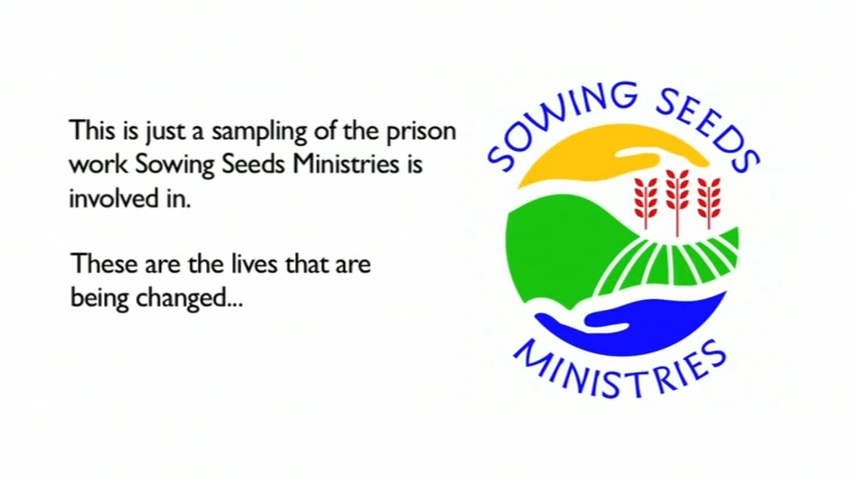 This is just a sampling of the prison
work Sowing Seeds Ministries is
involved in.
These are the lives that are
being changed...
SOWING SEEDS
MINISTRIES